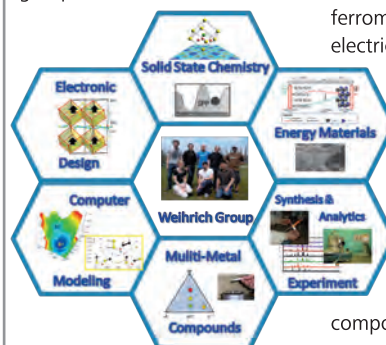 ferrom
electric
Solid State Chemistry
Electronic
Design
Energy Materials
Weihrich Group
Computer
Modeling
Synthesis &
Analytics
Experiment
Muliti-Metal
Compounds
compo